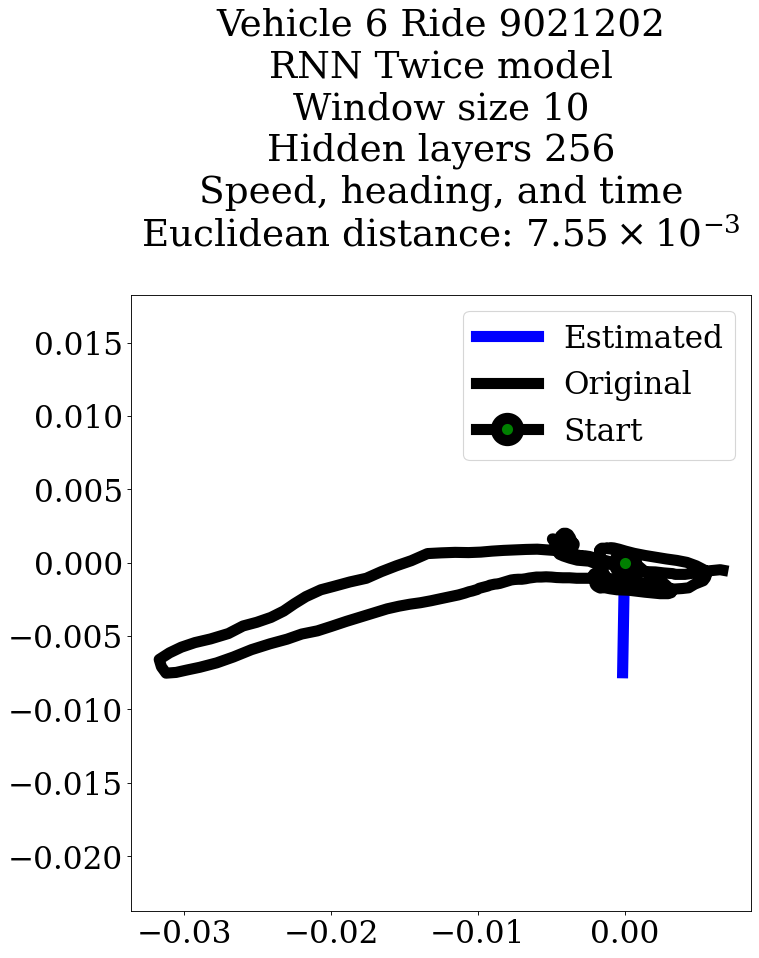 Vehicle 6 Ride 9021202
RNN Twice model
Window size 10
Hidden layers 256
Speed, heading, and time
Euclidean distance: 7.55 × 10⁻³
Estimated
Original
Start
0.015
0.010
0.005
0.000
−0.005
−0.010
−0.015
−0.020
−0.03
−0.02
−0.01
0.00